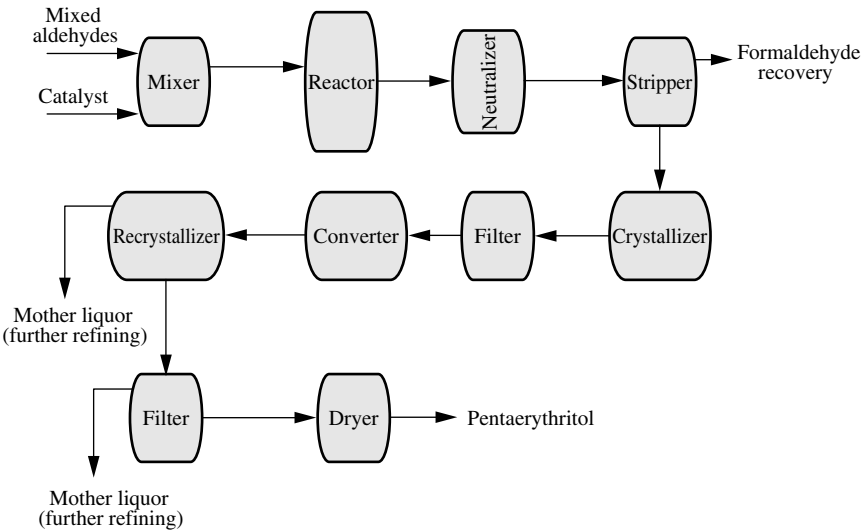 Mixed
aldehydes
Catalyst
Mixer
Reactor
Neutralizer
Stripper
Formaldehyde
recovery
Recrystallizer
Converter
Filter
Crystallizer
Mother liquor
(further refining)
Filter
Dryer
Pentaerythritol
Mother liquor
(further refining)